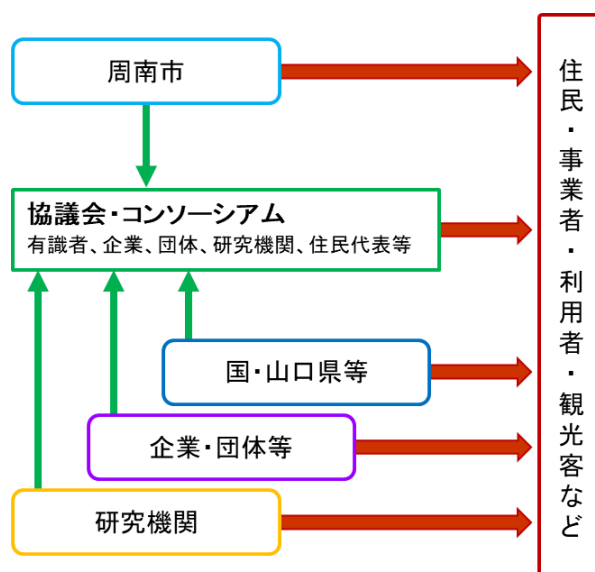 周南市
協議会・コンソーシアム
有識者、企業、団体、研究機関、住民代表等
国・山口県等
企業・団体等
研究機関
住民・事業者・利用者・観光客など